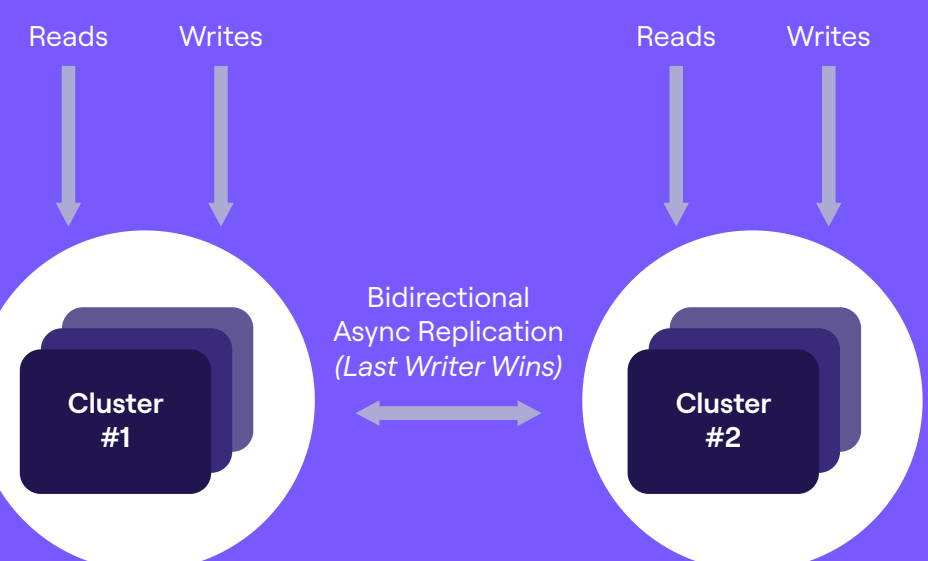 Reads
Writes
Reads
Writes
Bidirectional
Async Replication
(Last Writer Wins)
Cluster
#1
Cluster
#2